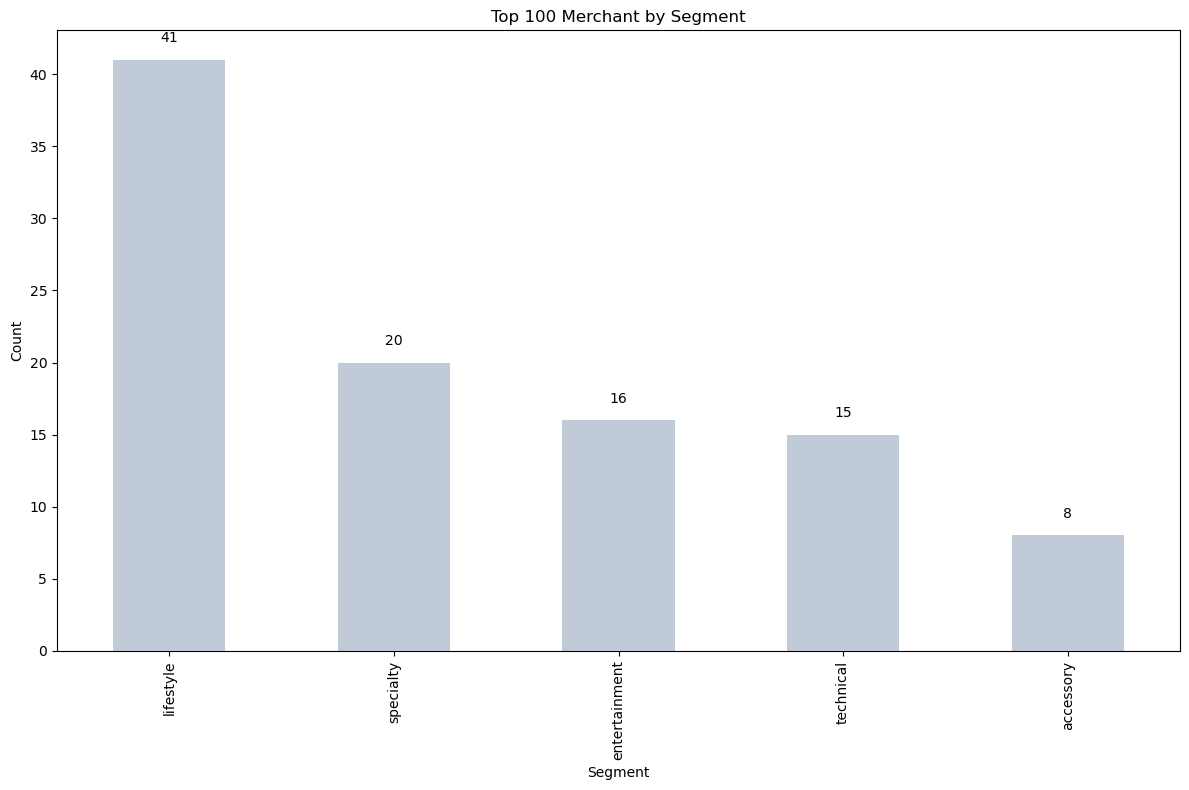 Top 100 Merchant by Segment
41
40
35
30
25
20
15
10
5
0
Count
20
16
15
8
lifestyle
specialty
entertainment
technical
accessory
Segment